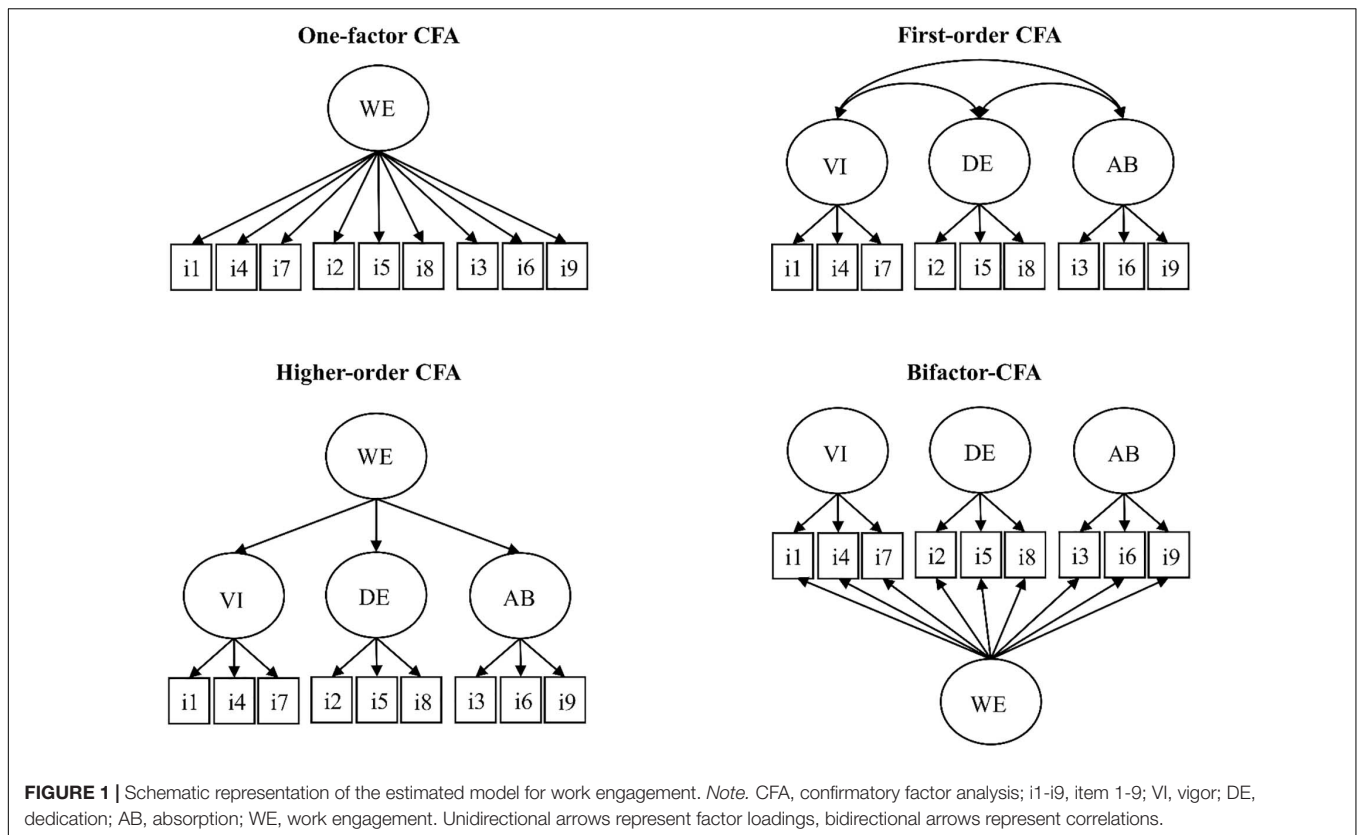 One-factor CFA
WE
i1 i4 i7 i2 i5 i8 i3 i6 i9
First-order CFA
VI DE AB
i1 i4 i7 i2 i5 i8 i3 i6 i9
Higher-order CFA
WE
VI DE AB
i1 i4 i7 i2 i5 i8 i3 i6 i9
Bifactor-CFA
VI DE AB
i1 i4 i7 i2 i5 i8 i3 i6 i9
WE
FIGURE 1 | Schematic representation of the estimated model for work engagement. Note. CFA, confirmatory factor analysis; i1-i9, item 1-9; VI, vigor; DE,
dedication; AB, absorption; WE, work engagement. Unidirectional arrows represent factor loadings, bidirectional arrows represent correlations.